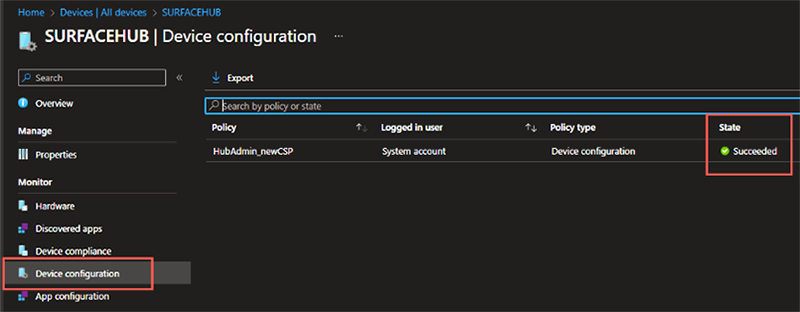 Home > Devices | All devices > SURFACEHUB
SURFACEHUB | Device configuration ...
Search «
Overview
Manage
Properties
Monitor
Hardware
Discovered apps
Device compliance
Device configuration
App configuration
Export
Search by policy or state
Policy Logged in user Policy type State
HubAdmin_newCSP System account Device configuration Succeeded